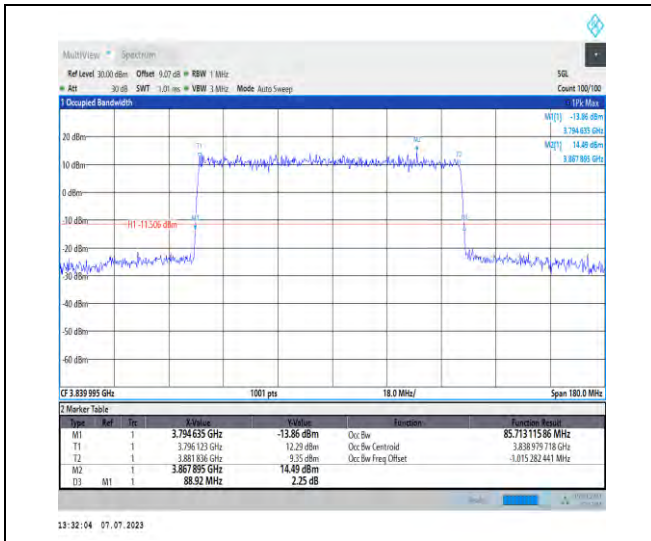 MultiView Spectrum
Ref Level 30.00 dBm Offset 9.07 dB RBW 1 MHz SGL
Att 30 dB SWT 1.01 ms VBW 3 MHz Mode Auto Sweep Count 100/100
1 Occupied Bandwidth 1Pk Max
M1[1] -13.86 dBm
3.794 635 GHz
M2[1] 14.49 dBm
3.867 895 GHz
20 dBm
T1 M2 T2
10 dBm
0 dBm
-10 dBm
M1
H1 -11.506 dBm
-20 dBm
-30 dBm
-40 dBm
-50 dBm
-60 dBm
CF 3.839 995 GHz 1001 pts 18.0 MHz/ Span 180.0 MHz
2 Marker Table
Type Ref Trc X-Value Y-Value Function Function Result
M1 1 3.794 635 GHz -13.86 dBm Occ Bw 85.713 115 86 MHz
T1 1 3.796 123 GHz 12.29 dBm Occ Bw Centroid 3.838 979 718 GHz
T2 1 3.881 836 GHz 9.35 dBm Occ Bw Freq Offset -1.015 282 441 MHz
M2 1 3.867 895 GHz 14.49 dBm
D3 M1 1 88.92 MHz 2.25 dB
13:32:04 07.07.2023